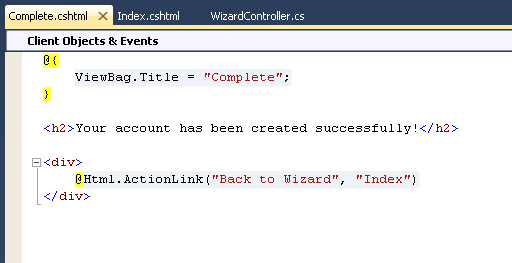 Complete.cshtml Index.cshtml WizardController.cs
Client Objects & Events
@{
ViewBag.Title = "Complete";
}
<h2>Your account has been created successfully!</h2>
<div>
@Html.ActionLink("Back to Wizard", "Index")
</div>